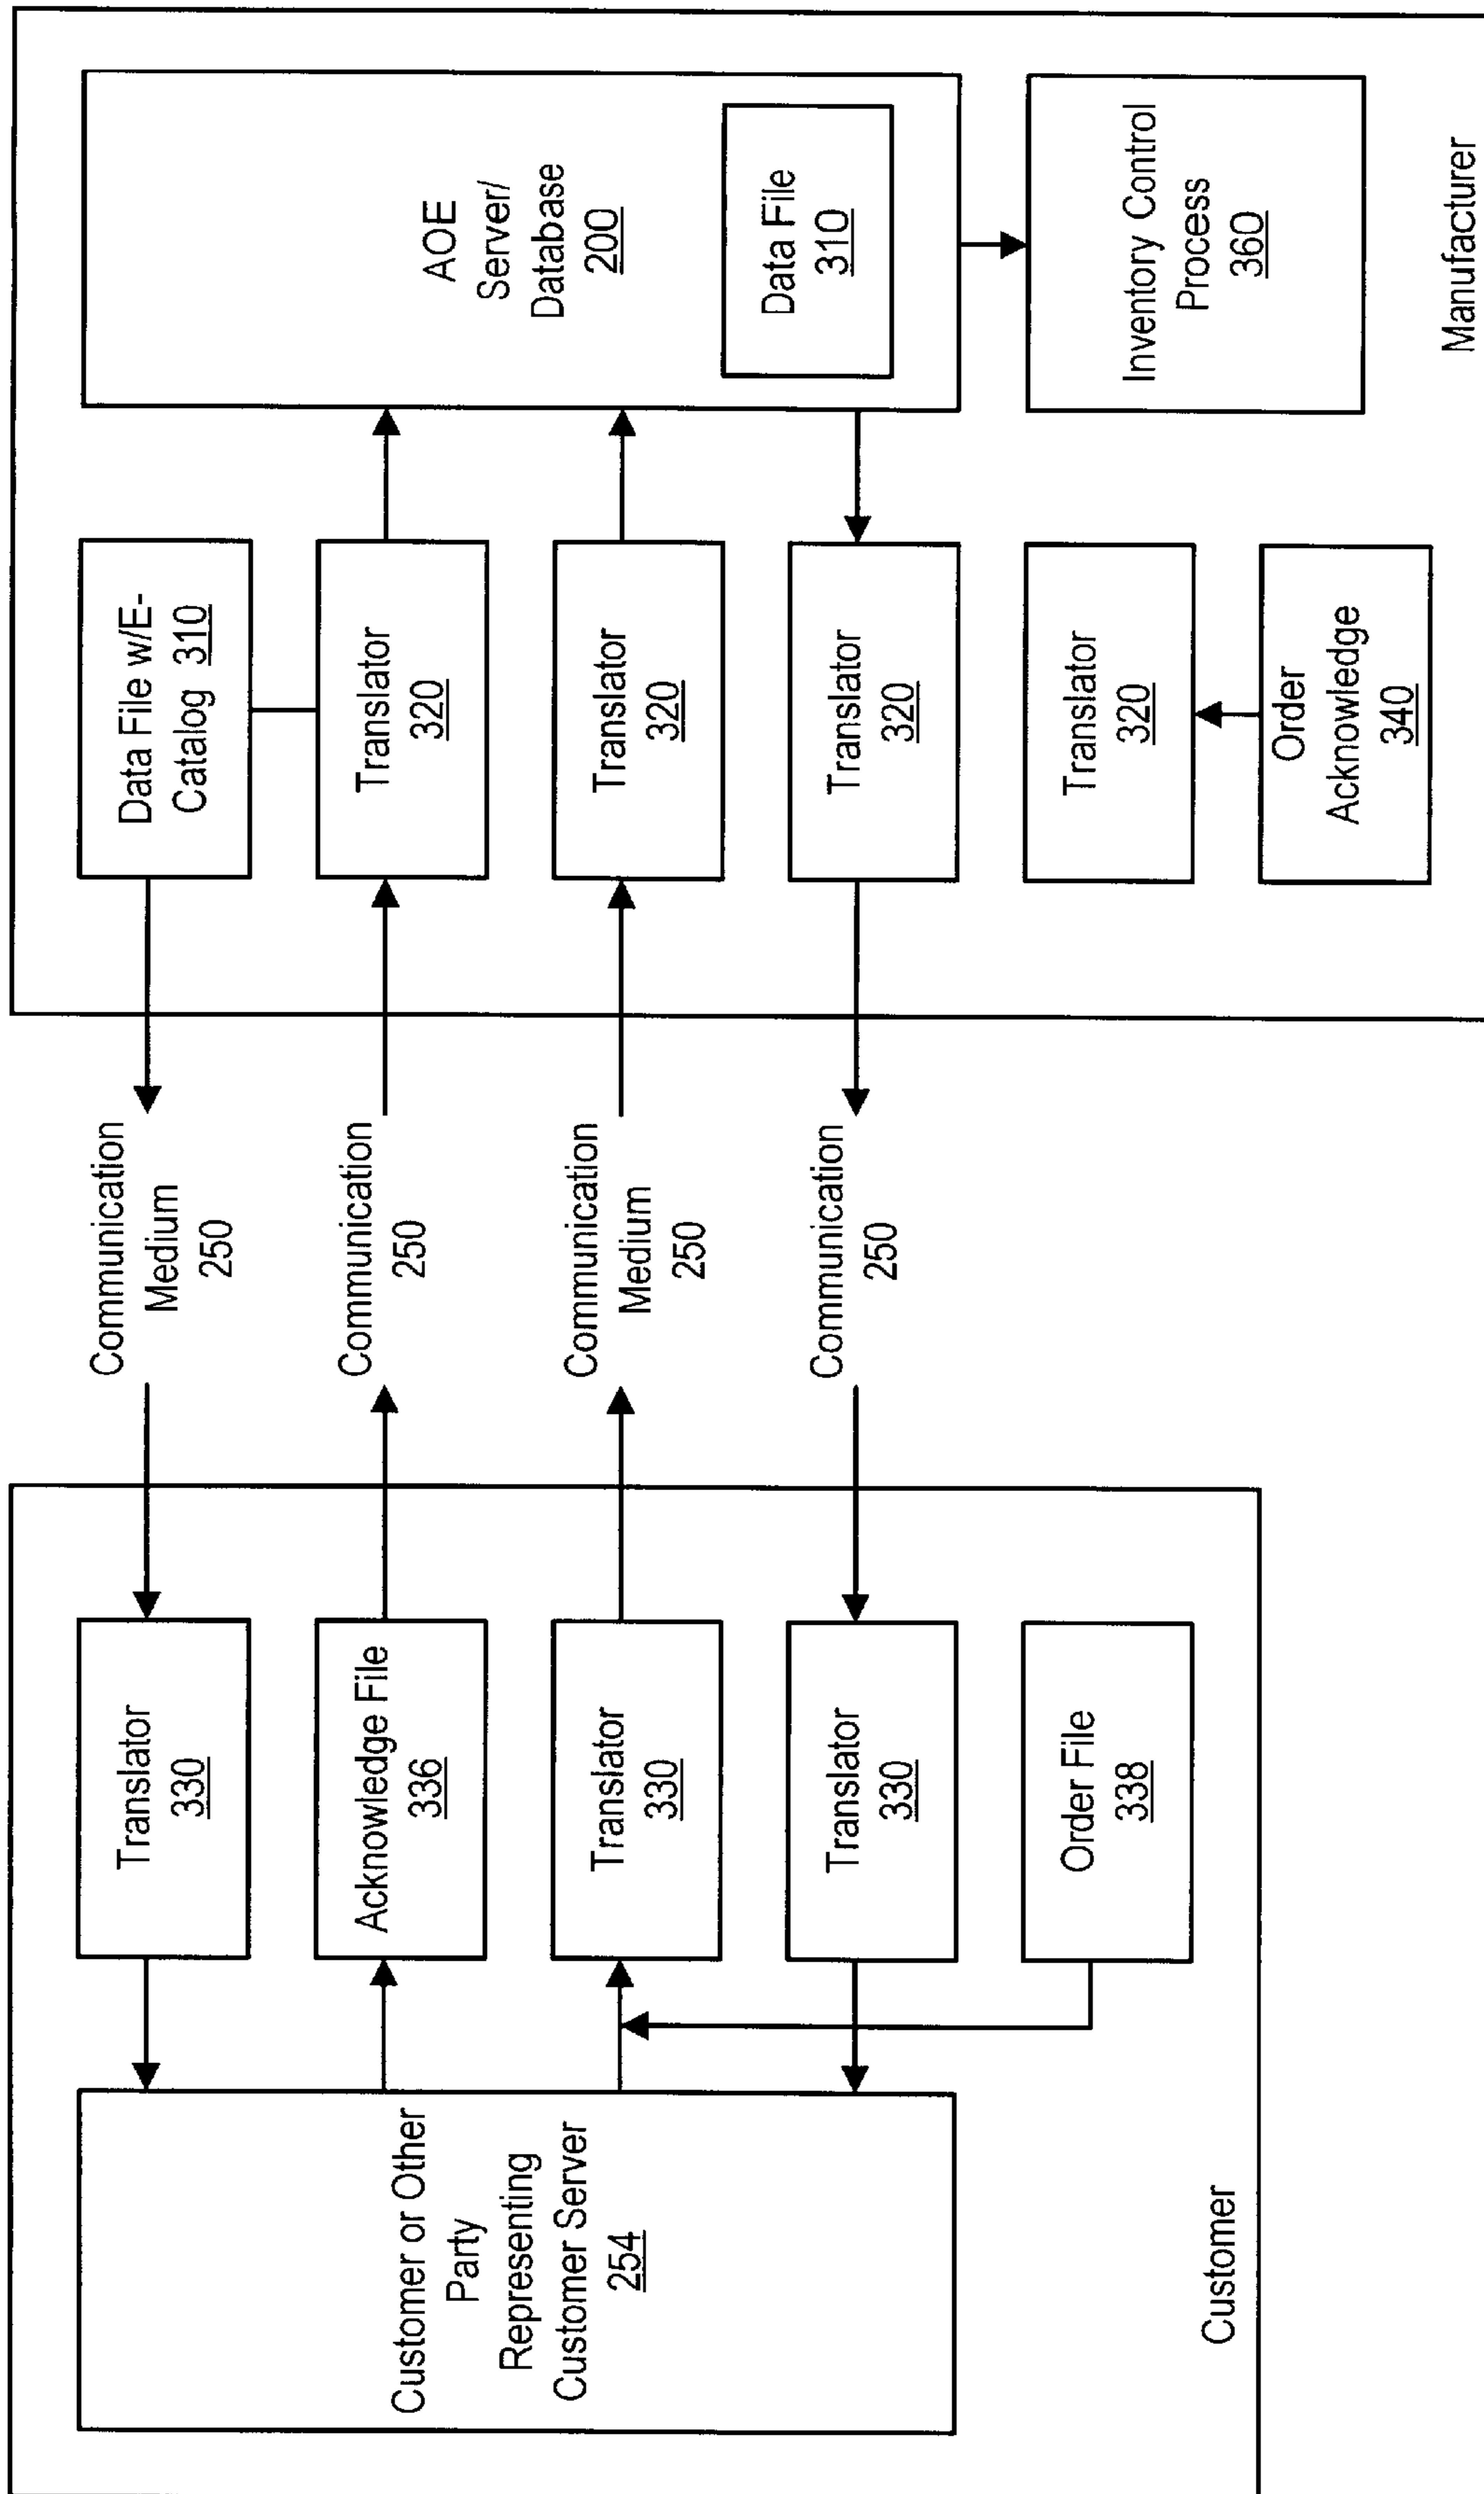 Customer or Other
Party
Representing
Customer Server
254
Translator
330
Acknowledge File
336
Translator
330
Translator
330
Order File
338
Customer
Communication
Medium
250
Communication
250
Communication
Medium
250
Communication
250
Data File w/E-
Catalog 310
Translator
320
Translator
320
Translator
320
Translator
320
Order
Acknowledge
340
AOE
Server/
Database
200
Data File
310
Inventory Control
Process
360
Manufacturer